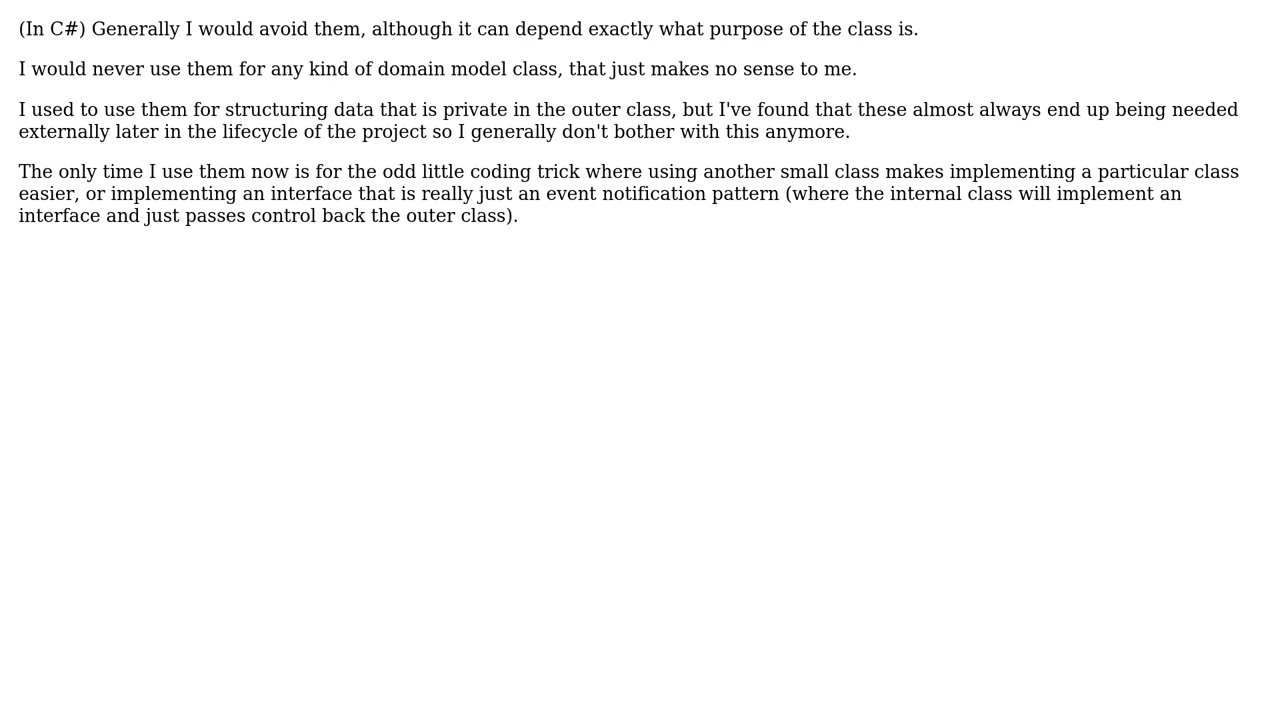 (In C#) Generally I would avoid them, although it can depend exactly what purpose of the class is.
I would never use them for any kind of domain model class, that just makes no sense to me.
I used to use them for structuring data that is private in the outer class, but I've found that these almost always end up being needed
externally later in the lifecycle of the project so I generally don't bother with this anymore.
The only time I use them now is for the odd little coding trick where using another small class makes implementing a particular class
easier, or implementing an interface that is really just an event notification pattern (where the internal class will implement an
interface and just passes control back the outer class).